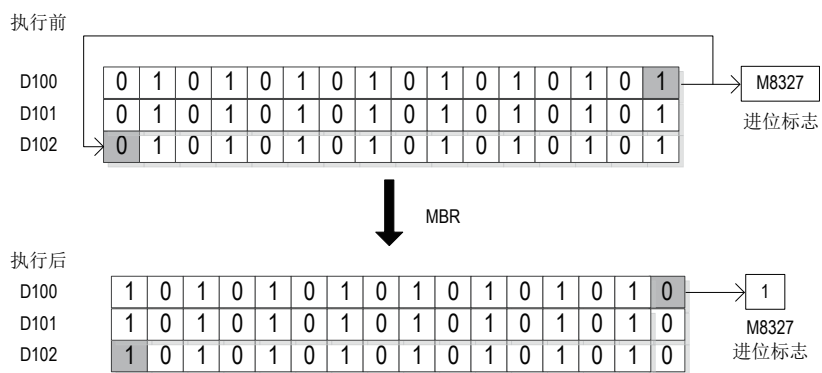 执行前
D100 0 1 0 1 0 1 0 1 0 1 0 1 0 1 0 1 M8327
D101 0 1 0 1 0 1 0 1 0 1 0 1 0 1 0 1 进位标志
D102 0 1 0 1 0 1 0 1 0 1 0 1 0 1 0 1
MBR
执行后
D100 1 0 1 0 1 0 1 0 1 0 1 0 1 0 1 0 1
D101 1 0 1 0 1 0 1 0 1 0 1 0 1 0 1 0 M8327
D102 1 0 1 0 1 0 1 0 1 0 1 0 1 0 1 0 进位标志